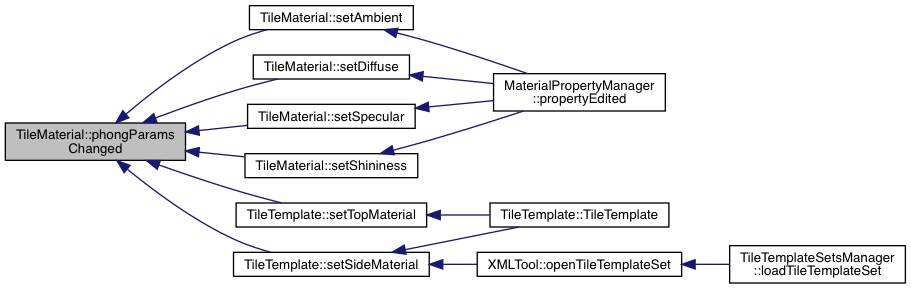 TileMaterial::phongParams
Changed
TileMaterial::setAmbient
TileMaterial::setDiffuse
TileMaterial::setSpecular
TileMaterial::setShininess
TileTemplate::setTopMaterial
TileTemplate::setSideMaterial
MaterialPropertyManager
::propertyEdited
TileTemplate::TileTemplate
XMLTool::openTileTemplateSet
TileTemplateSetsManager
::loadTileTemplateSet